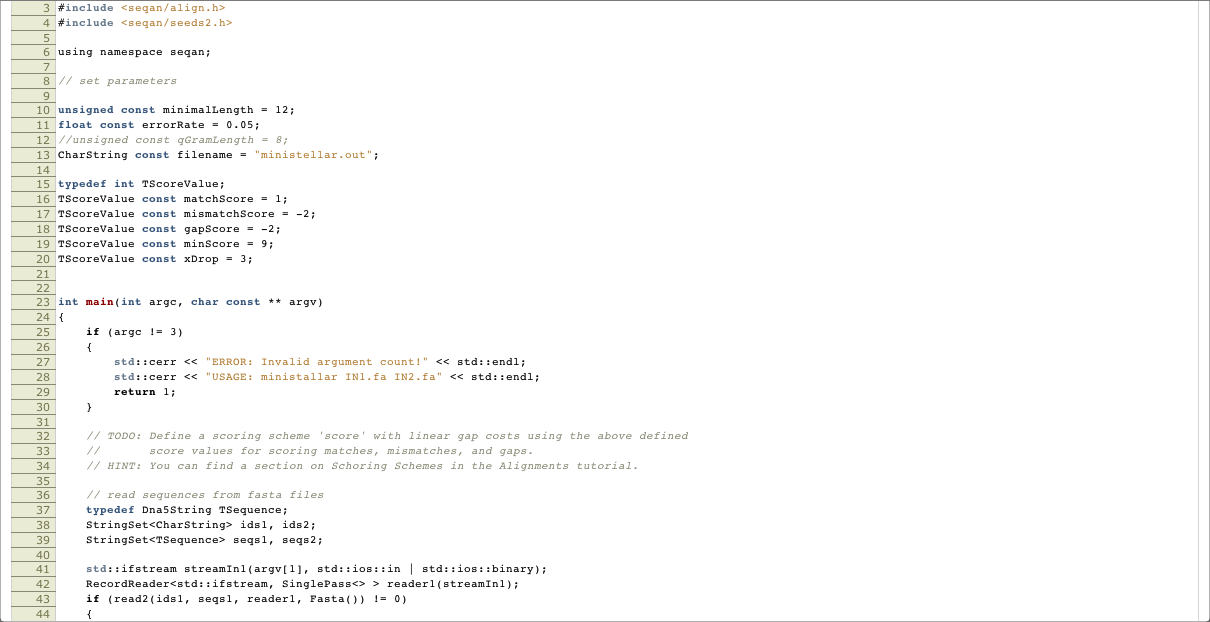 3 #include <seqan/align.h>
4 #include <seqan/seeds2.h>
5
6 using namespace seqan;
7
8 // set parameters
9
10 unsigned const minimalLength = 12;
11 float const errorRate = 0.05;
12 //unsigned const qGramLength = 8;
13 CharString const filename = "ministellar.out";
14
15 typedef int TScoreValue;
16 TScoreValue const matchScore = 1;
17 TScoreValue const mismatchScore = -2;
18 TScoreValue const gapScore = -2;
19 TScoreValue const minScore = 9;
20 TScoreValue const xDrop = 3;
21
22
23 int main(int argc, char const ** argv)
24 {
25     if (argc != 3)
26     {
27         std::cerr << "ERROR: Invalid argument count!" << std::endl;
28         std::cerr << "USAGE: ministallar IN1.fa IN2.fa" << std::endl;
29         return 1;
30     }
31
32     // TODO: Define a scoring scheme 'score' with linear gap costs using the above defined
33     //       score values for scoring matches, mismatches, and gaps.
34     // HINT: You can find a section on Schoring Schemes in the Alignments tutorial.
35
36     // read sequences from fasta files
37     typedef Dna5String TSequence;
38     StringSet<CharString> ids1, ids2;
39     StringSet<TSequence> seqs1, seqs2;
40
41     std::ifstream streamIn1(argv[1], std::ios::in | std::ios::binary);
42     RecordReader<std::ifstream, SinglePass<> > reader1(streamIn1);
43     if (read2(ids1, seqs1, reader1, Fasta()) != 0)
44     {